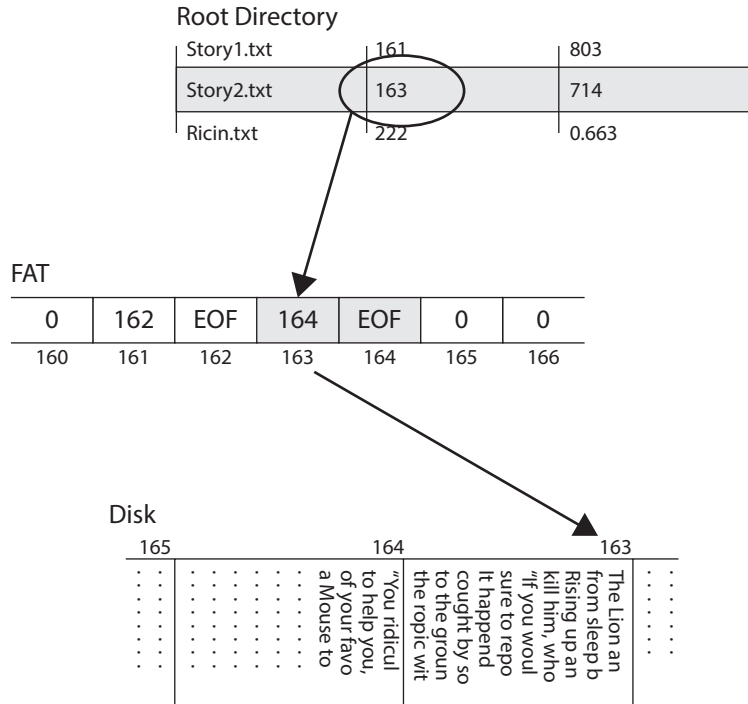 Root Directory
Story1.txt 161 803
Story2.txt 163 714
Ricin.txt 222 0.663
FAT
0 162 EOF 164 EOF 0 0
160 161 162 163 164 165 166
Disk
165 164 163
The Lion an
from sleep b
Rising up an
kill him, who
"If you woul
sure to repo
It happend
cought by so
to the groun
the ropic wit
"You ridicul
to help you,
of your favo
a Mouse to